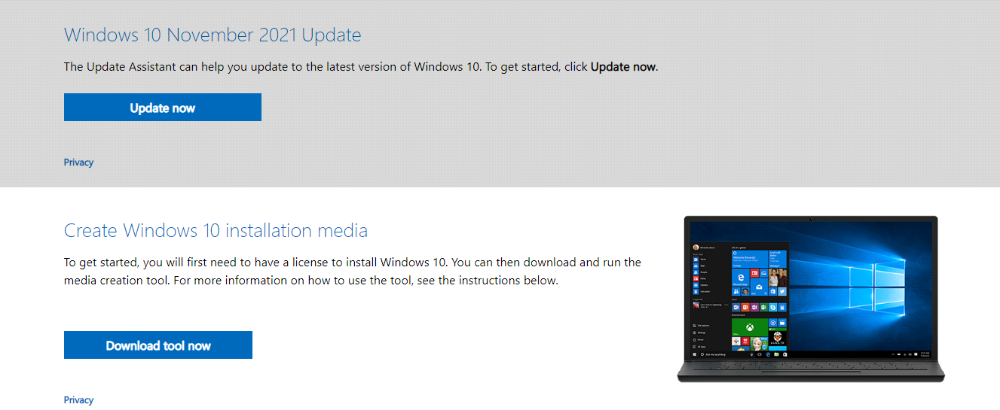 Windows 10 November 2021 Update
The Update Assistant can help you update to the latest version of Windows 10. To get started, click Update now.
Update now
Privacy
Create Windows 10 installation media
To get started, you will first need to have a license to install Windows 10. You can then download and run the
media creation tool. For more information on how to use the tool, see the instructions below.
Download tool now
Privacy